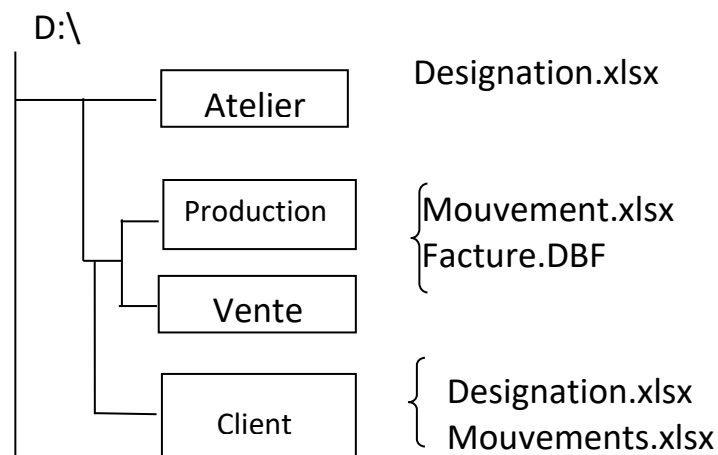 D:\
Atelier
Designation.xlsx
Production
Mouvement.xlsx
Facture.DBF
Vente
Client
Designation.xlsx
Mouvements.xlsx